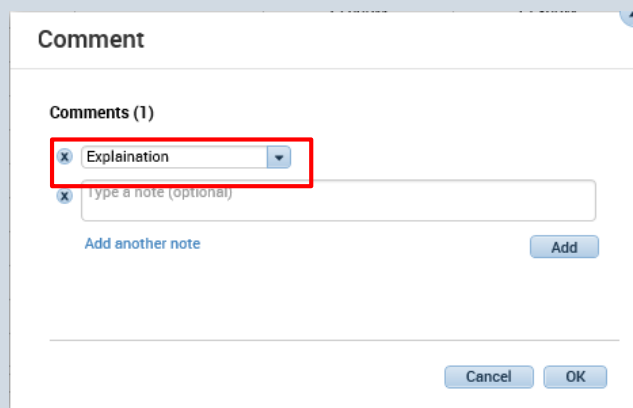 Comment
Comments (1)
Explaination
Type a note (optional)
Add another note
Add
Cancel OK